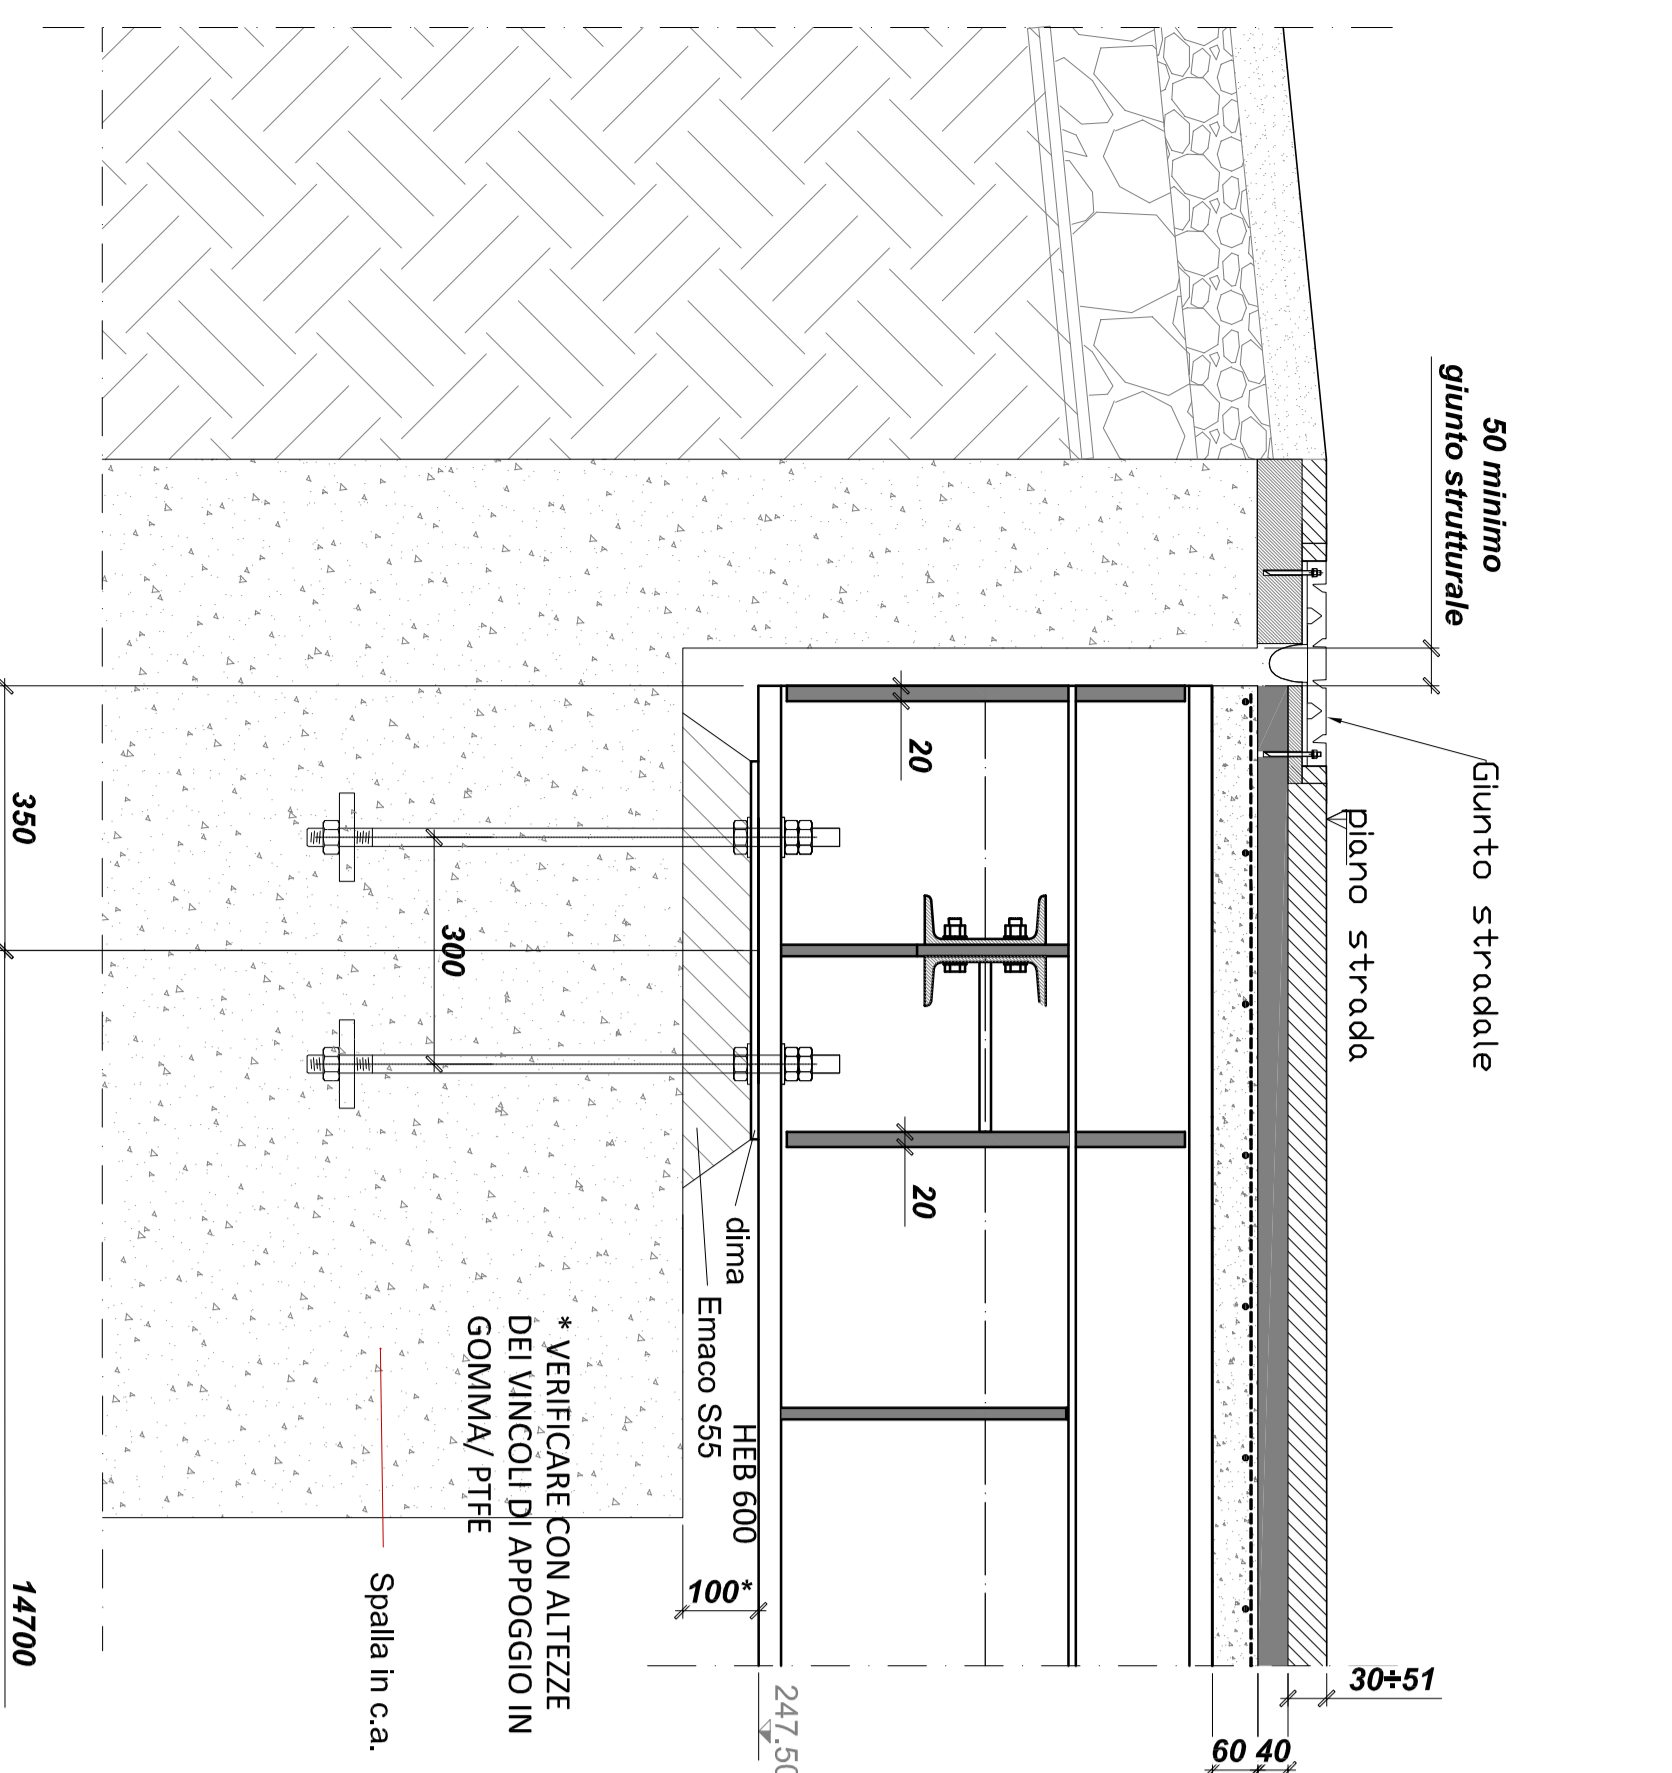 50 minimo
giunto strutturale
Giunto stradale
piano strada
30÷51
60
40
20
20
300
350
14700
dima
Emaco S55
HEB 600
100*
* VERIFICARE CON ALTEZZE
DEI VINCOLI DI APPOGGIO IN
GOMMA/ PTFE
Spalla in c.a.